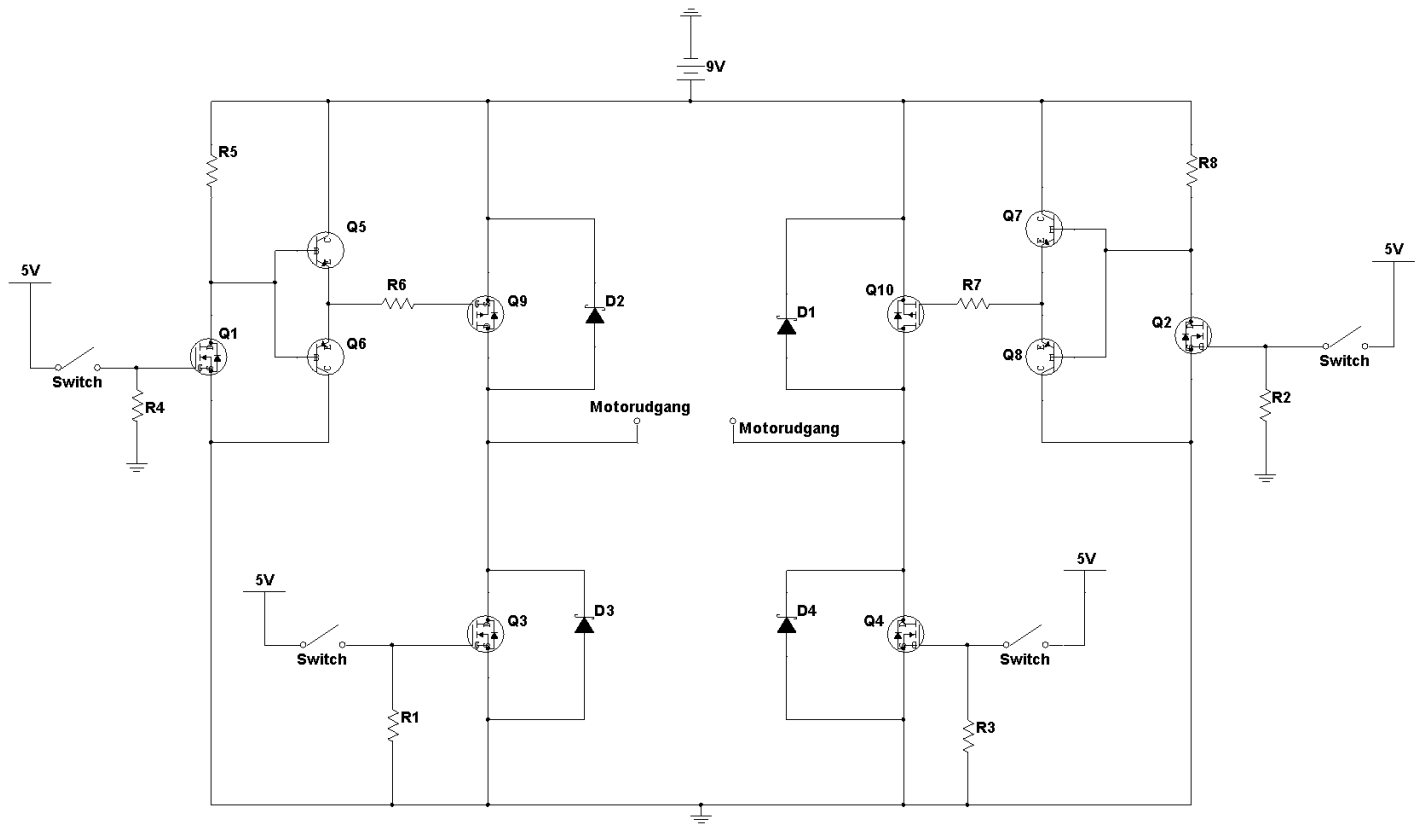 9V
R5
R8
Q5
Q7
5V
5V
R6
Q9
D2
D1
Q10
R7
Q2
Q1
Q6
Q8
Switch
Switch
R4
R2
Motorudgang
Motorudgang
5V
5V
Q3
D3
D4
Q4
Switch
Switch
R1
R3